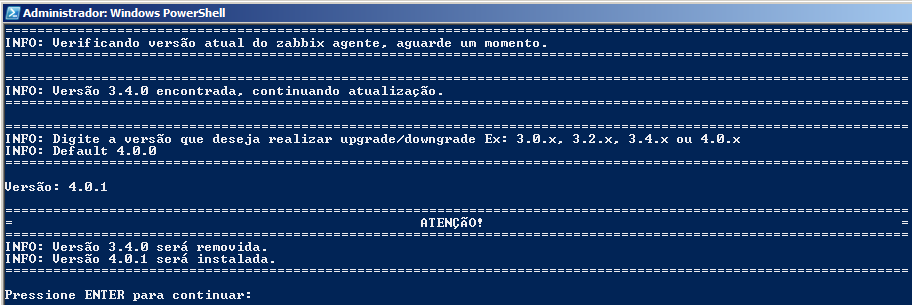 Administrador: Windows PowerShell
================================================================================================================
INFO: Verificando versão atual do zabbix agente, aguarde um momento.
================================================================================================================
================================================================================================================
INFO: Versão 3.4.0 encontrada, continuando atualização.
================================================================================================================
================================================================================================================
INFO: Digite a versão que deseja realizar upgrade/downgrade Ex: 3.0.x, 3.2.x, 3.4.x ou 4.0.x
INFO: Default 4.0.0
================================================================================================================
Versão: 4.0.1
================================================================================================================
= ATENÇÃO! =
================================================================================================================
INFO: Versão 3.4.0 será removida.
INFO: Versão 4.0.1 será instalada.
================================================================================================================
Pressione ENTER para continuar: